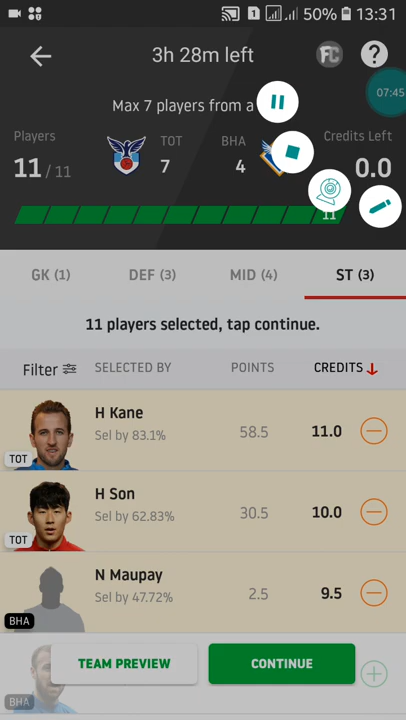 1 50% 13:31
3h 28m left FC ?
Max 7 players from a
07:45
Players TOT BHA Credits Left
11 / 11 7 4 0.0
11
GK (1) DEF (3) MID (4) ST (3)
11 players selected, tap continue.
Filter SELECTED BY POINTS CREDITS
H Kane
Sel by 83.1% 58.5 11.0
TOT
H Son
Sel by 62.83% 30.5 10.0
TOT
N Maupay
Sel by 47.72% 2.5 9.5
BHA
TEAM PREVIEW CONTINUE
BHA